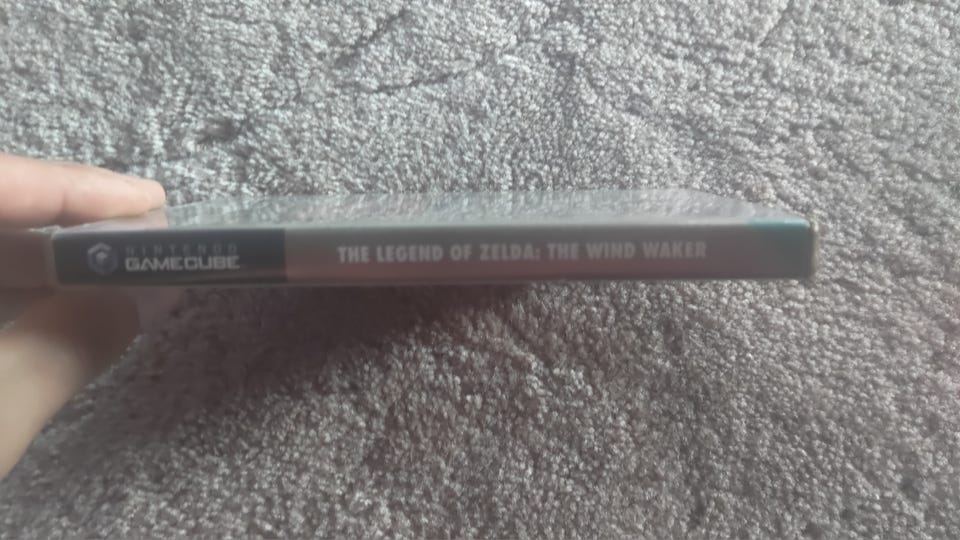 NINTENDO
GAMECUBE
THE LEGEND OF ZELDA: THE WIND WAKER